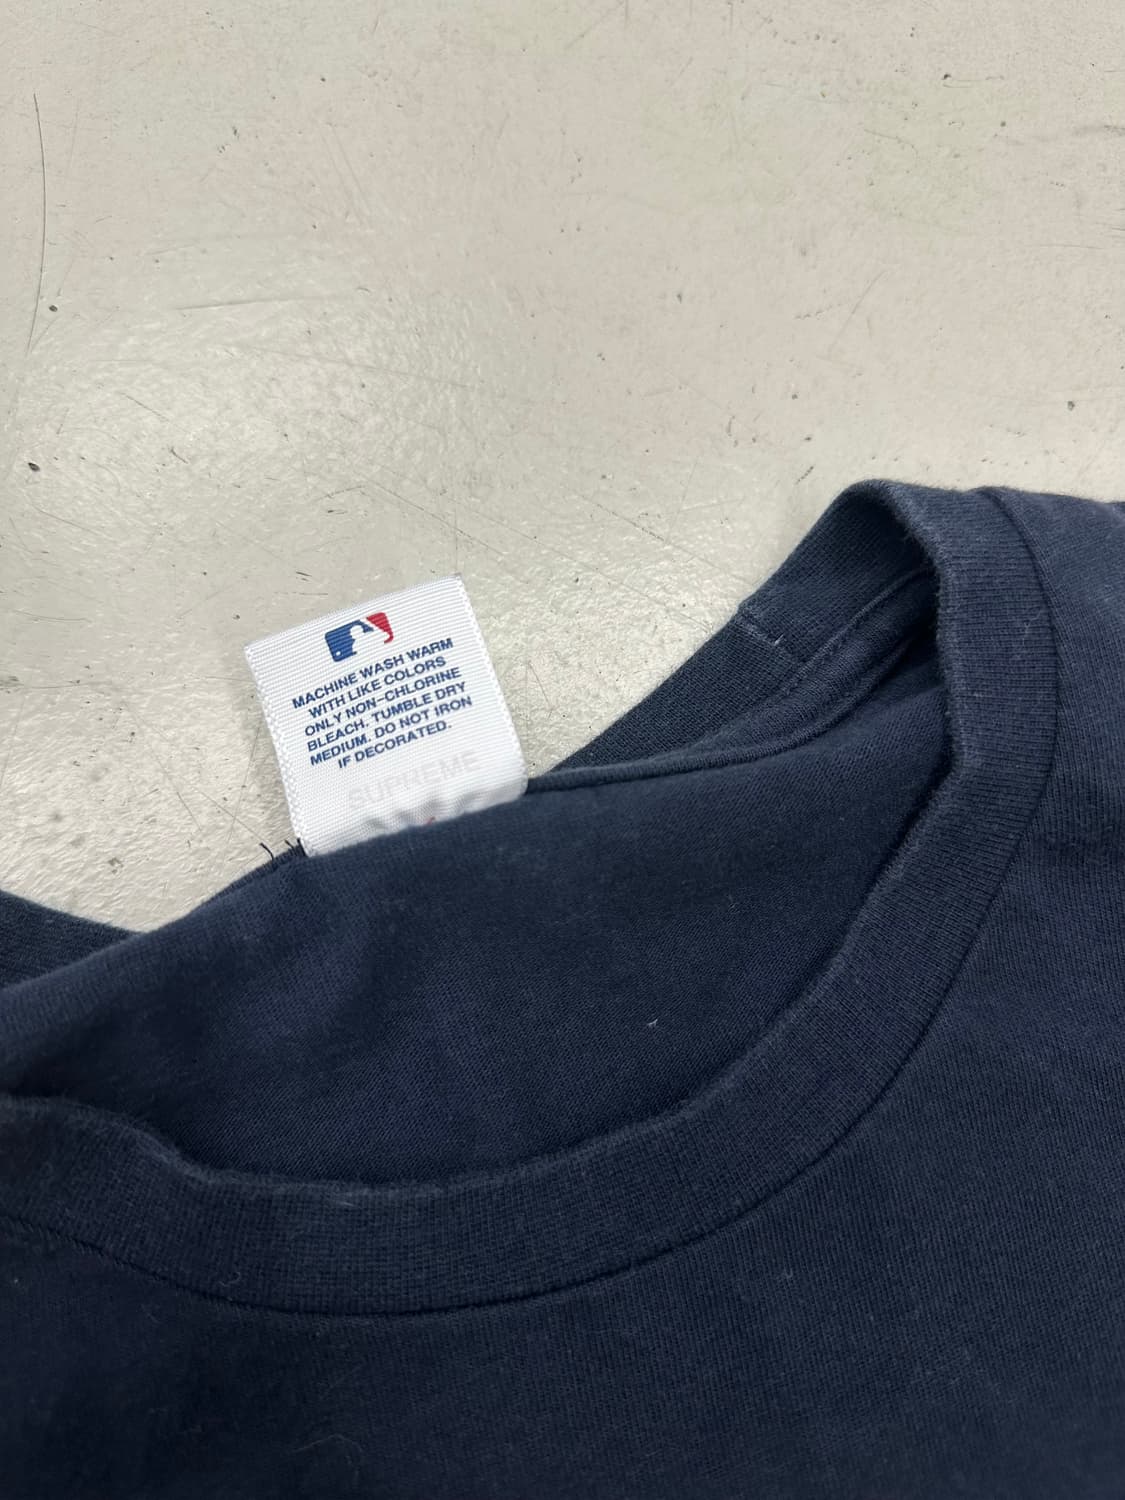 MACHINE WASH WARM
WITH LIKE COLORS
ONLY NON-CHLORINE
BLEACH. TUMBLE DRY
MEDIUM. DO NOT IRON
IF DECORATED.
SUPREME